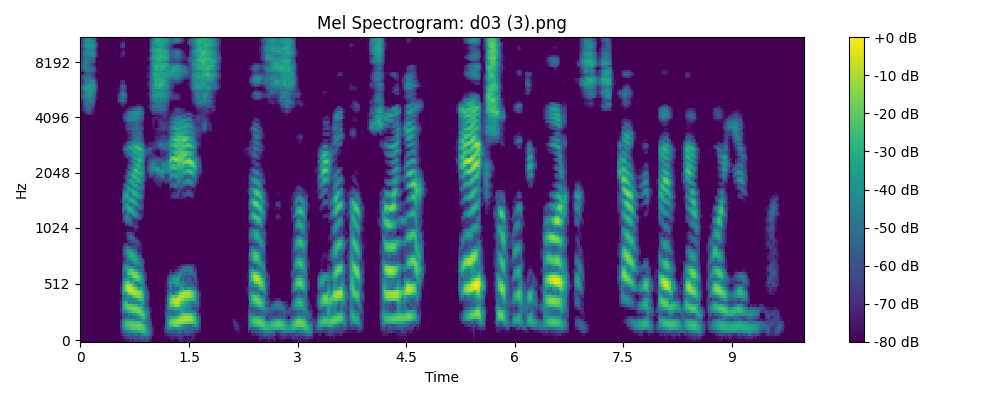 Mel Spectrogram: d03 (3).png
Hz
8192
4096
2048
1024
512
0
0 1.5 3 4.5 6 7.5 9
Time
+0 dB
-10 dB
-20 dB
-30 dB
-40 dB
-50 dB
-60 dB
-70 dB
-80 dB